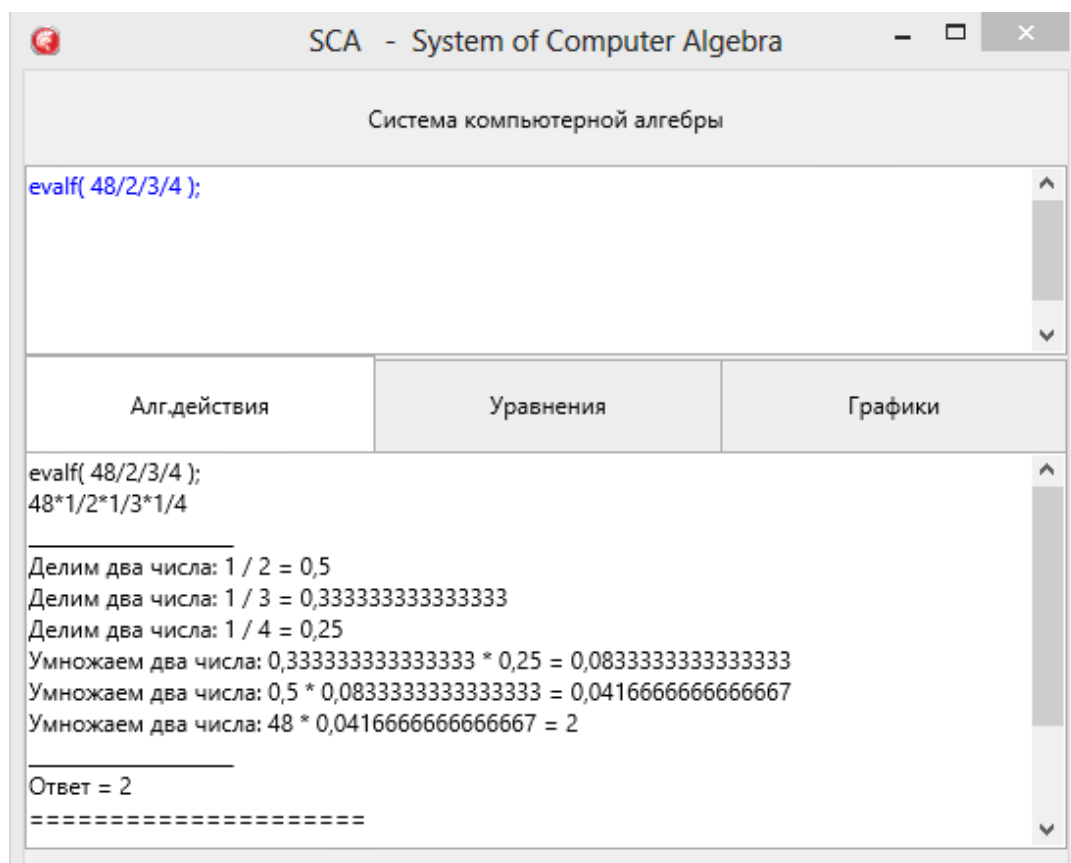 SCA - System of Computer Algebra
Система компьютерной алгебры
evalf( 48/2/3/4 );
Алг.действия
Уравнения
Графики
evalf( 48/2/3/4 );
48*1/2*1/3*1/4
_________________
Делим два числа: 1 / 2 = 0,5
Делим два числа: 1 / 3 = 0,333333333333333
Делим два числа: 1 / 4 = 0,25
Умножаем два числа: 0,333333333333333 * 0,25 = 0,0833333333333333
Умножаем два числа: 0,5 * 0,0833333333333333 = 0,0416666666666667
Умножаем два числа: 48 * 0,0416666666666667 = 2
_________________
Ответ = 2
=====================